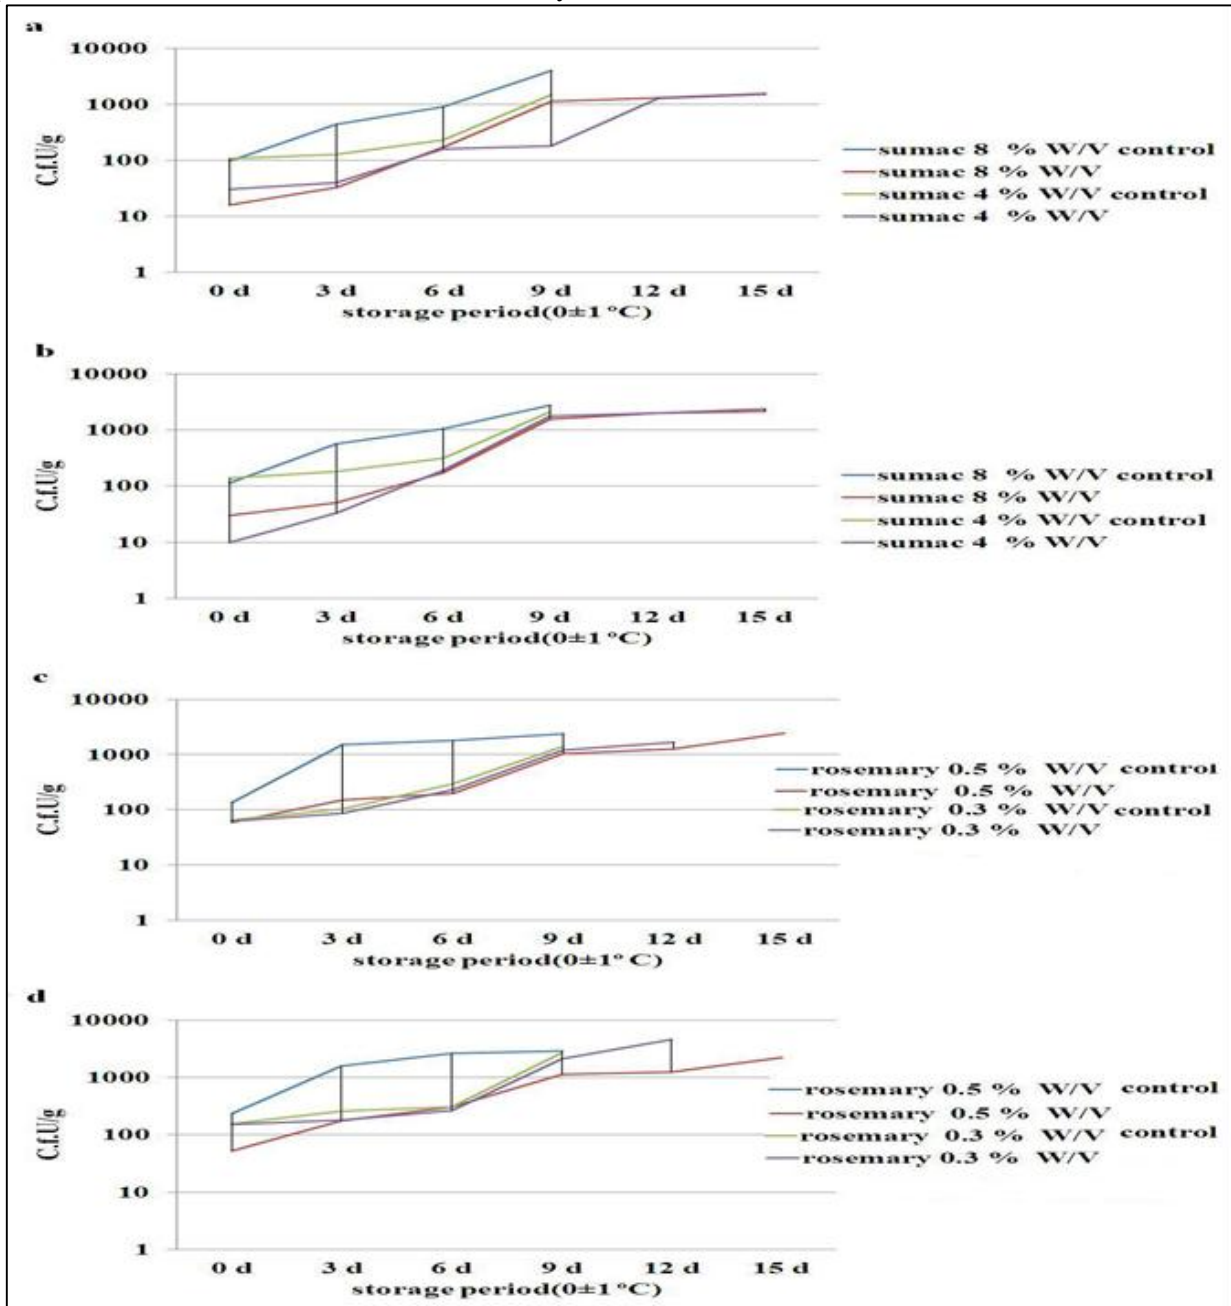 a
10000
1000
100
10
1
C.f.U/g
0 d 3 d 6 d 9 d 12 d 15 d
storage period(0±1 °C)
sumac 8 % W/V control
sumac 8 % W/V
sumac 4 % W/V control
sumac 4 % W/V
b
10000
1000
100
10
1
C.f.U/g
0 d 3 d 6 d 9 d 12 d 15 d
storage period(0±1 °C)
sumac 8 % W/V control
sumac 8 % W/V
sumac 4 % W/V control
sumac 4 % W/V
c
10000
1000
100
10
1
C.f.U/g
0 d 3 d 6 d 9 d 12 d 15 d
storage period(0±1° C)
rosemary 0.5 % W/V control
rosemary 0.5 % W/V
rosemary 0.3 % W/V control
rosemary 0.3 % W/V
d
10000
1000
100
10
1
C.f.U/g
0 d 3 d 6 d 9 d 12 d 15 d
storage period(0±1 °C)
rosemary 0.5 % W/V control
rosemary 0.5 % W/V
rosemary 0.3 % W/V control
rosemary 0.3 % W/V